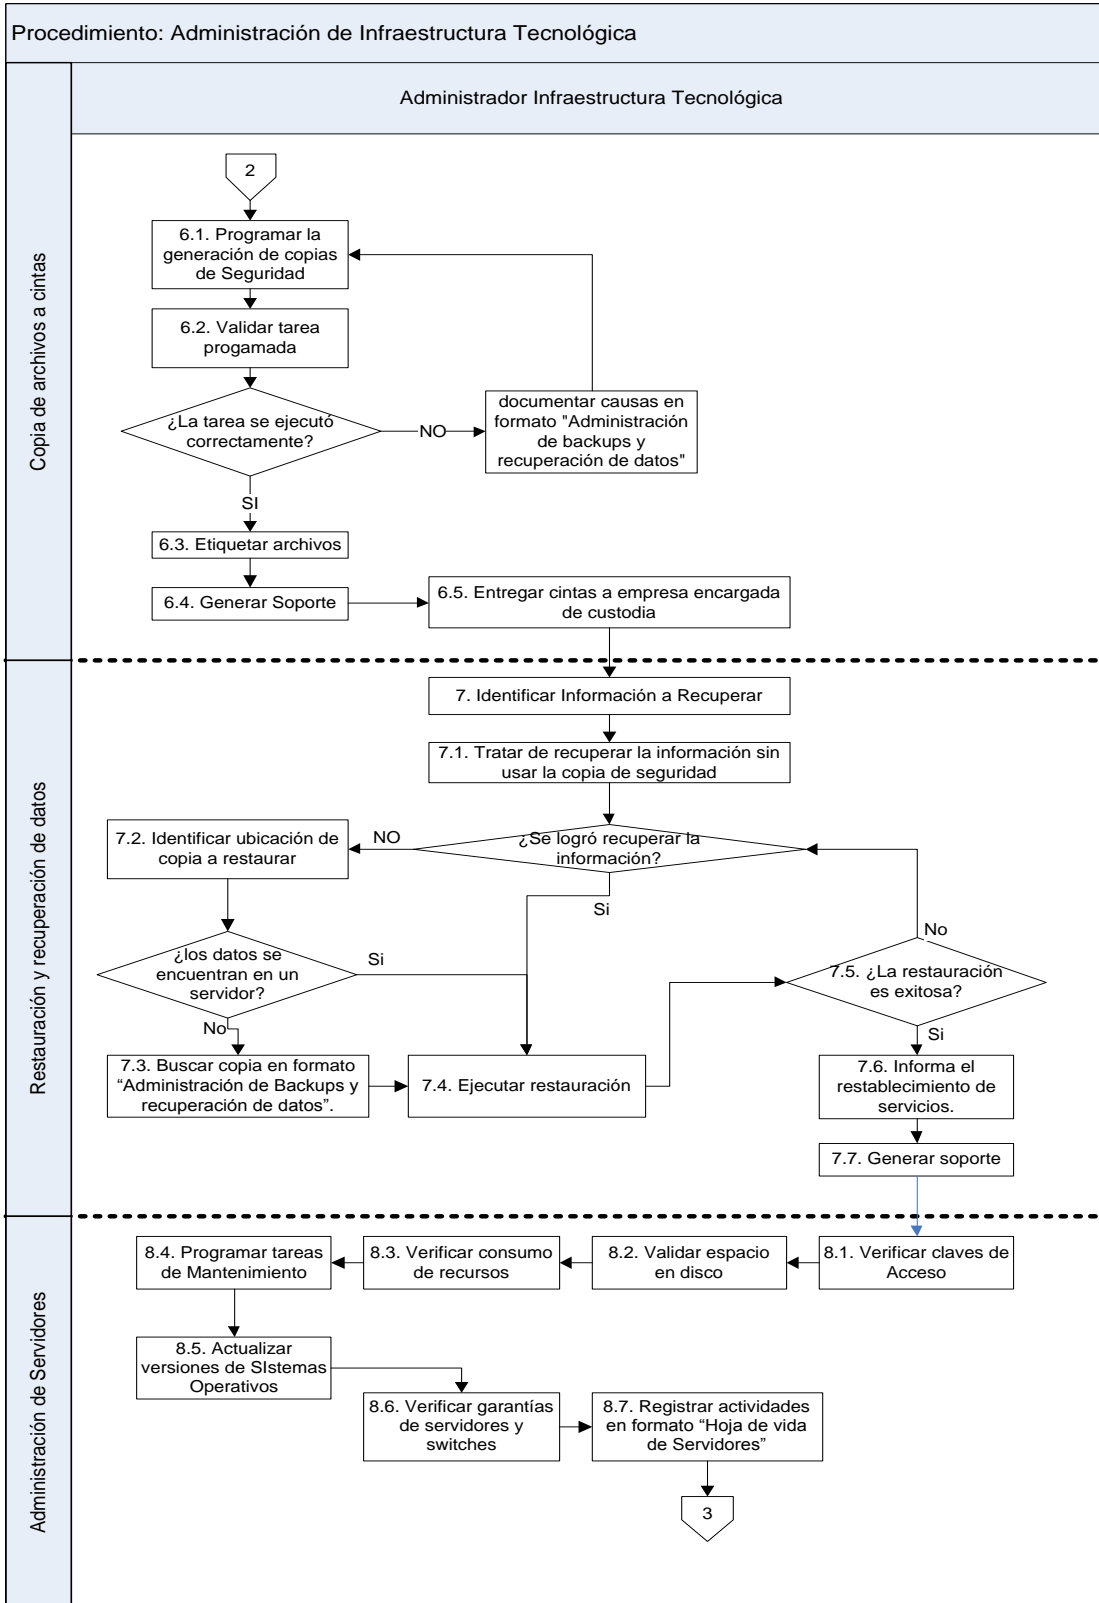 Procedimiento: Administración de Infraestructura Tecnológica
Administrador Infraestructura Tecnológica
Copia de archivos a cintas
2
6.1. Programar la
generación de copias
de Seguridad
6.2. Validar tarea
progamada
¿La tarea se ejecutó
correctamente?
NO
documentar causas en
formato "Administración
de backups y
recuperación de datos"
SI
6.3. Etiquetar archivos
6.4. Generar Soporte
6.5. Entregar cintas a empresa encargada
de custodia
Restauración y recuperación de datos
7. Identificar Información a Recuperar
7.1. Tratar de recuperar la información sin
usar la copia de seguridad
¿Se logró recuperar la
información?
NO
7.2. Identificar ubicación de
copia a restaurar
Si
¿los datos se
encuentran en un
servidor?
Si
No
7.3. Buscar copia en formato
“Administración de Backups y
recuperación de datos”.
7.4. Ejecutar restauración
No
7.5. ¿La restauración
es exitosa?
Si
7.6. Informa el
restablecimiento de
servicios.
7.7. Generar soporte
Administración de Servidores
8.1. Verificar claves de
Acceso
8.2. Validar espacio
en disco
8.3. Verificar consumo
de recursos
8.4. Programar tareas
de Mantenimiento
8.5. Actualizar
versiones de SIstemas
Operativos
8.6. Verificar garantías
de servidores y
switches
8.7. Registrar actividades
en formato “Hoja de vida
de Servidores”
3